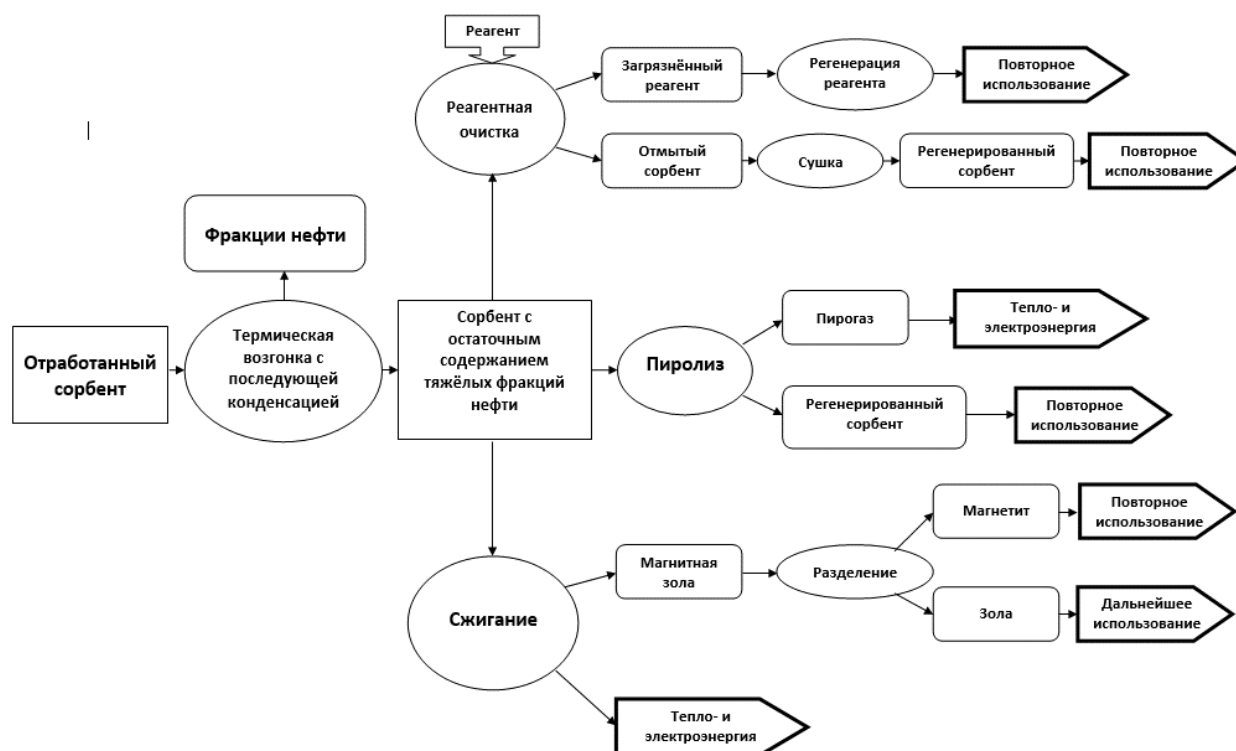 Реагент
Реагентная
очистка
Загрязнённый
реагент
Регенерация
реагента
Повторное
использование
Отмытый
сорбент
Сушка
Регенерированный
сорбент
Повторное
использование
Фракции нефти
Отработанный
сорбент
Термическая
возгонка с
последующей
конденсацией
Сорбент с
остаточным
содержанием
тяжёлых фракций
нефти
Пиролиз
Пирогаз
Тепло- и
электроэнергия
Регенерированный
сорбент
Повторное
использование
Сжигание
Магнитная
зола
Разделение
Магнетит
Повторное
использование
Зола
Дальнейшее
использование
Тепло- и
электроэнергия